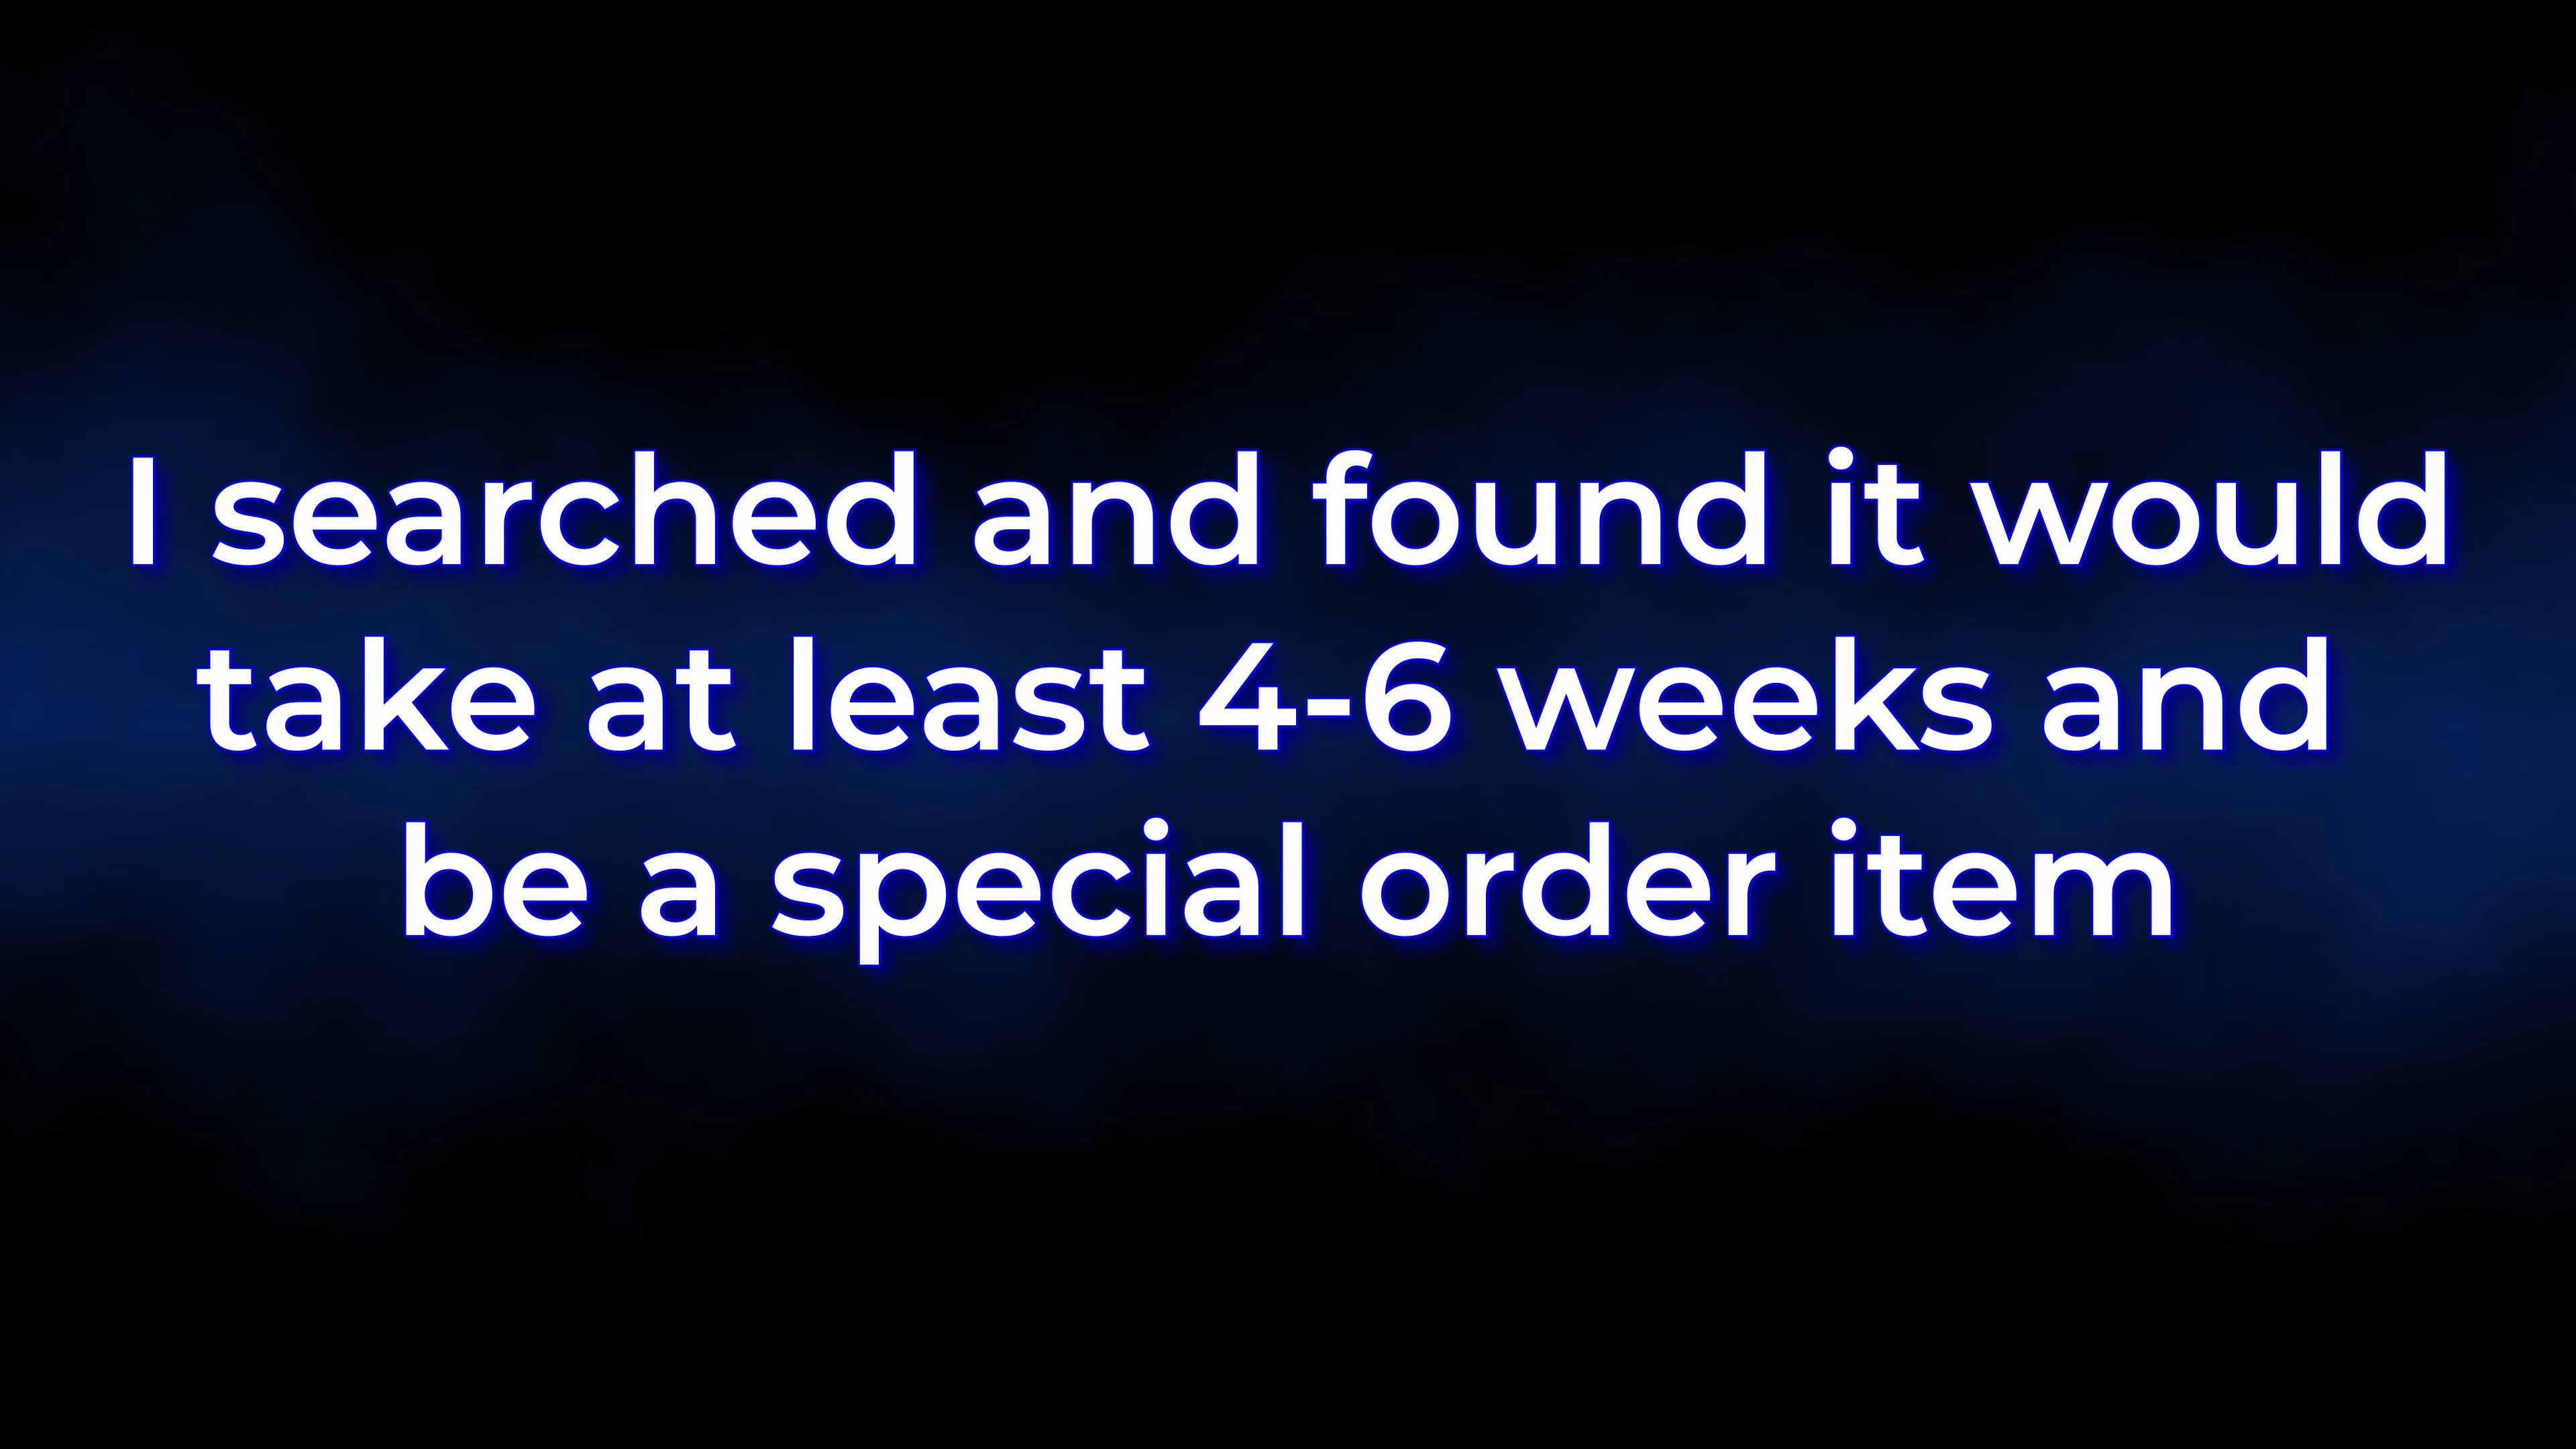 I searched and found it would
take at least 4-6 weeks and
be a special order item